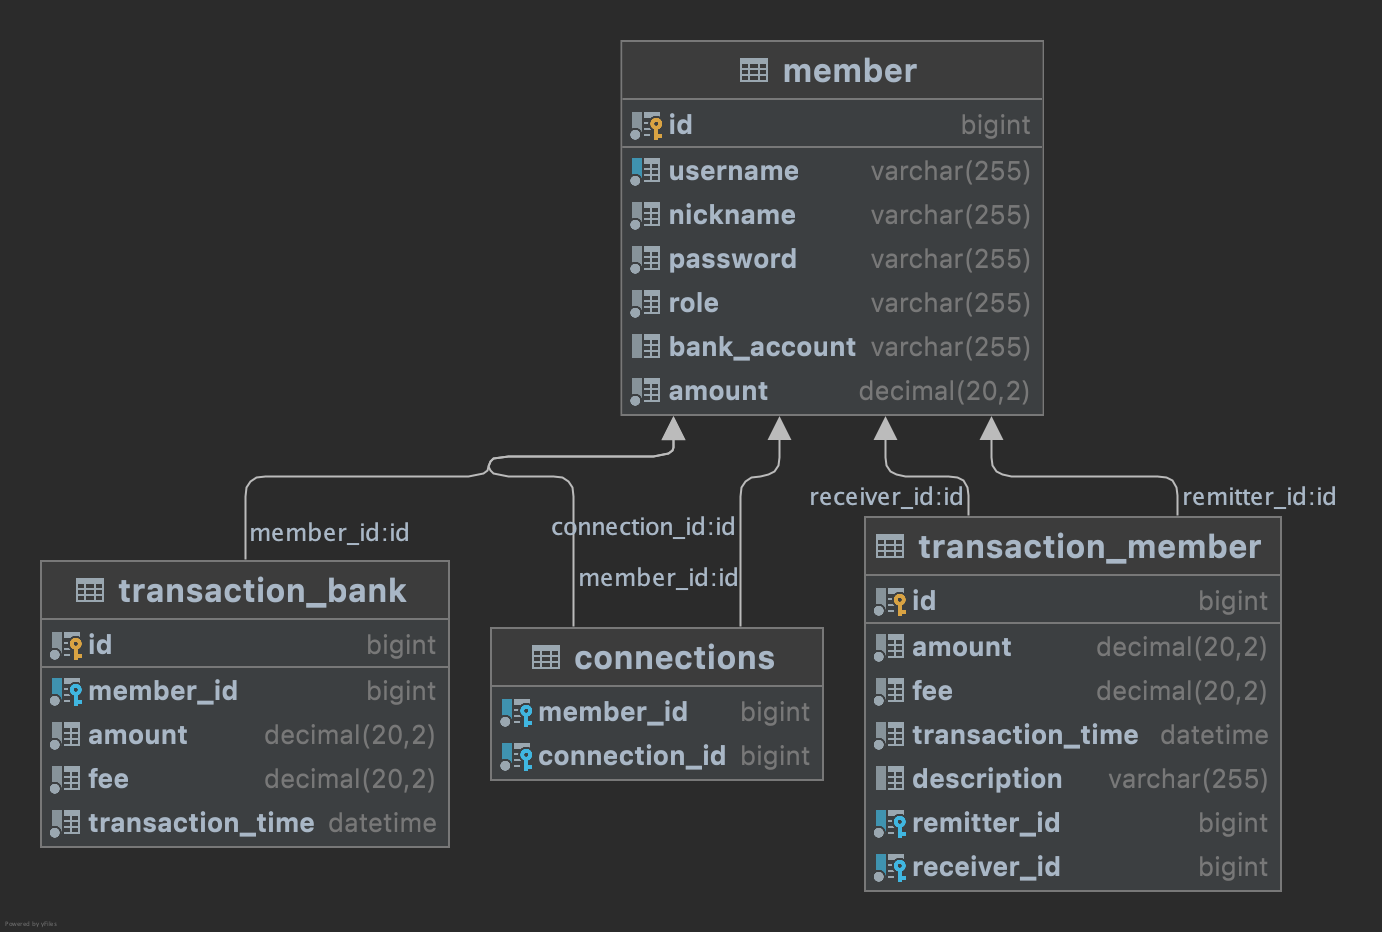 member
id bigint
username varchar(255)
nickname varchar(255)
password varchar(255)
role varchar(255)
bank_account varchar(255)
amount decimal(20,2)
member_id:id
connection_id:id
member_id:id
receiver_id:id
remitter_id:id
transaction_bank
id bigint
member_id bigint
amount decimal(20,2)
fee decimal(20,2)
transaction_time datetime
connections
member_id bigint
connection_id bigint
transaction_member
id bigint
amount decimal(20,2)
fee decimal(20,2)
transaction_time datetime
description varchar(255)
remitter_id bigint
receiver_id bigint
Powered by yFiles